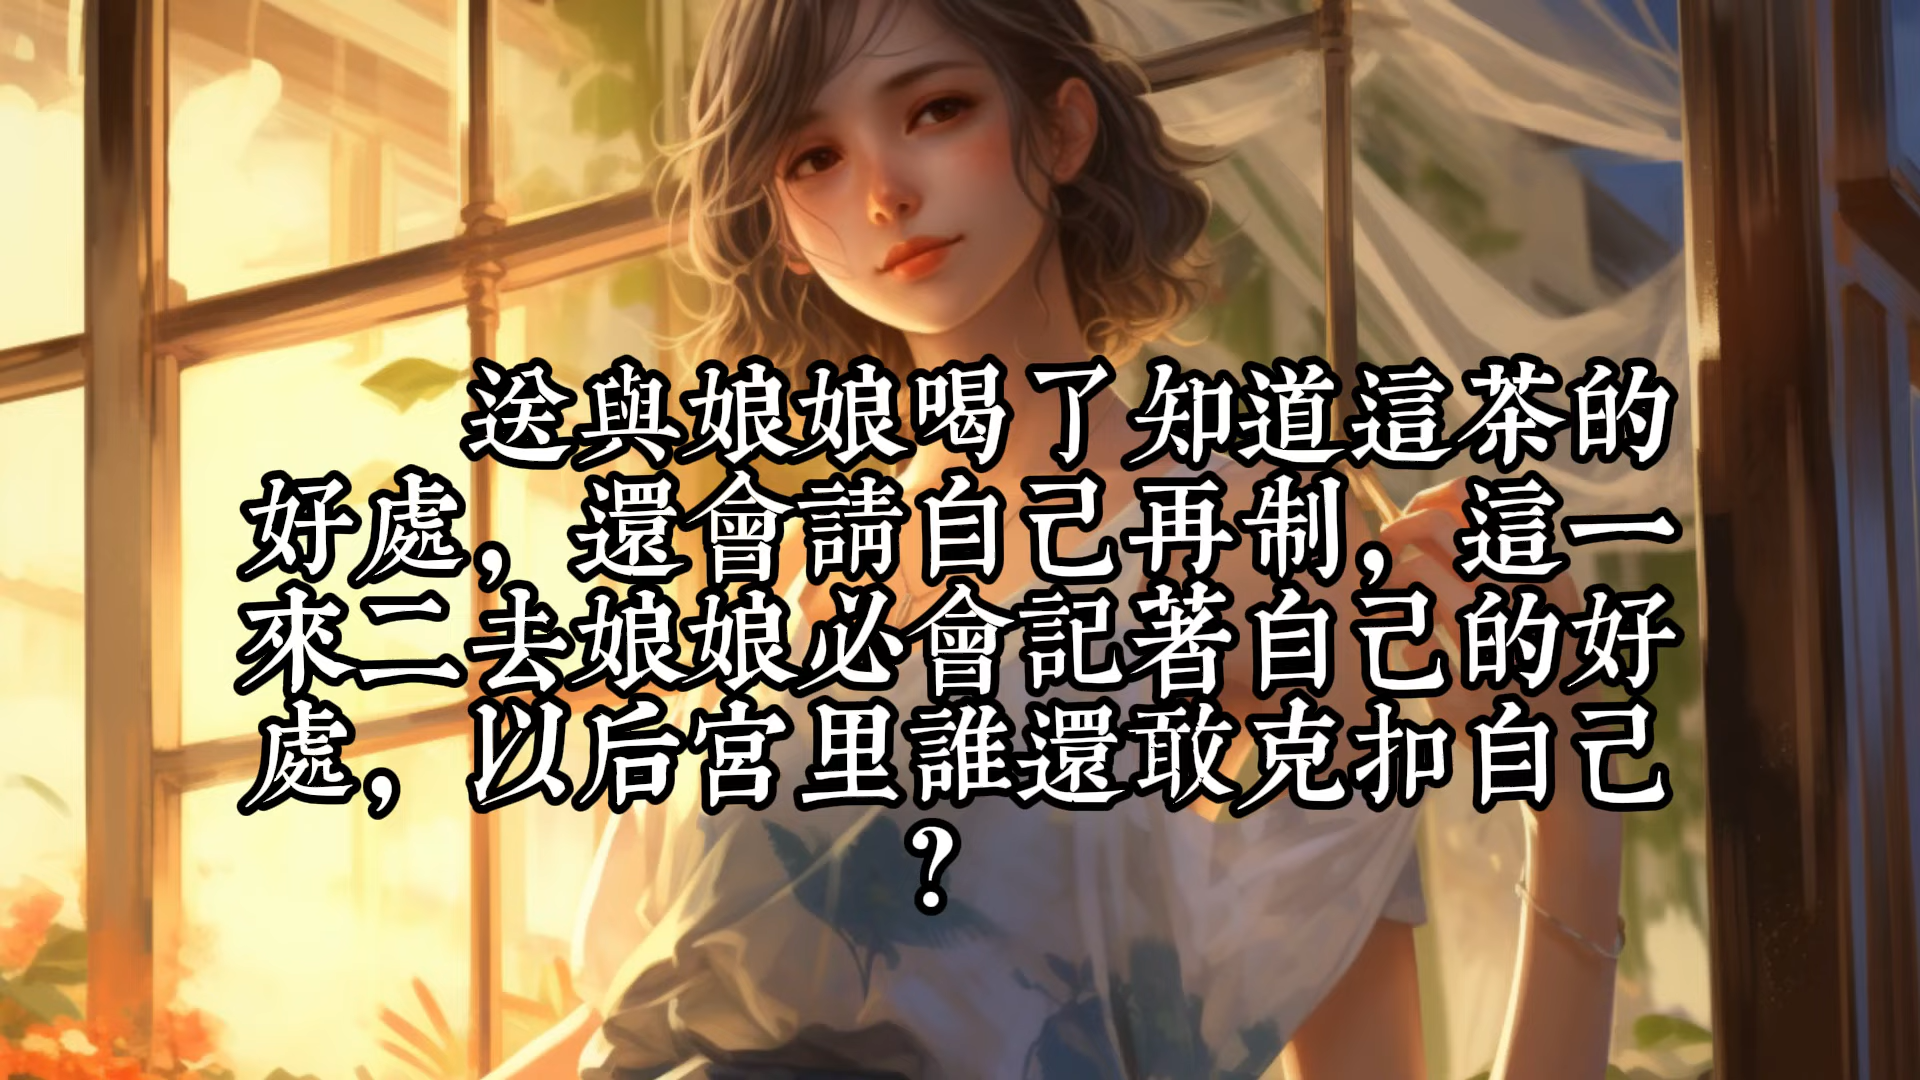 送與娘娘喝了知道這茶的
好處，還會請自己再制，這一
來二去娘娘必會記著自己的好
處，以后宮里誰還敢克扣自己
？